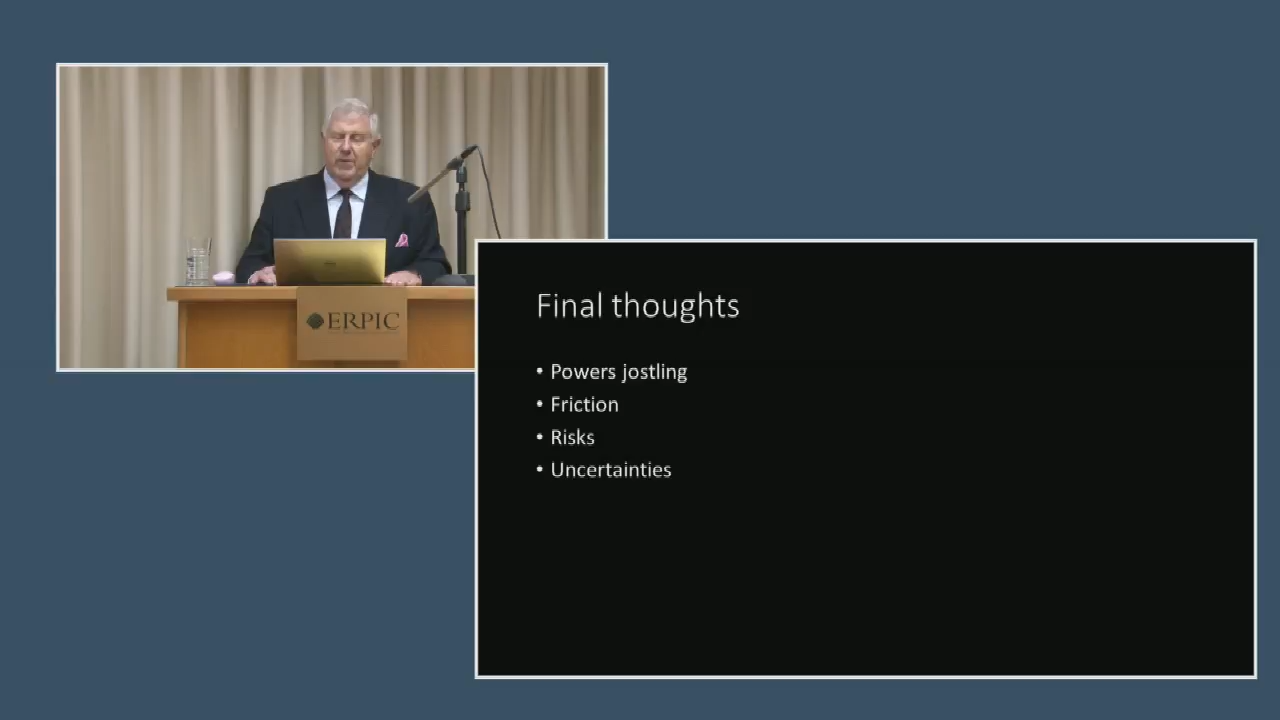 ERPIC
Final thoughts
• Powers jostling
• Friction
• Risks
• Uncertainties